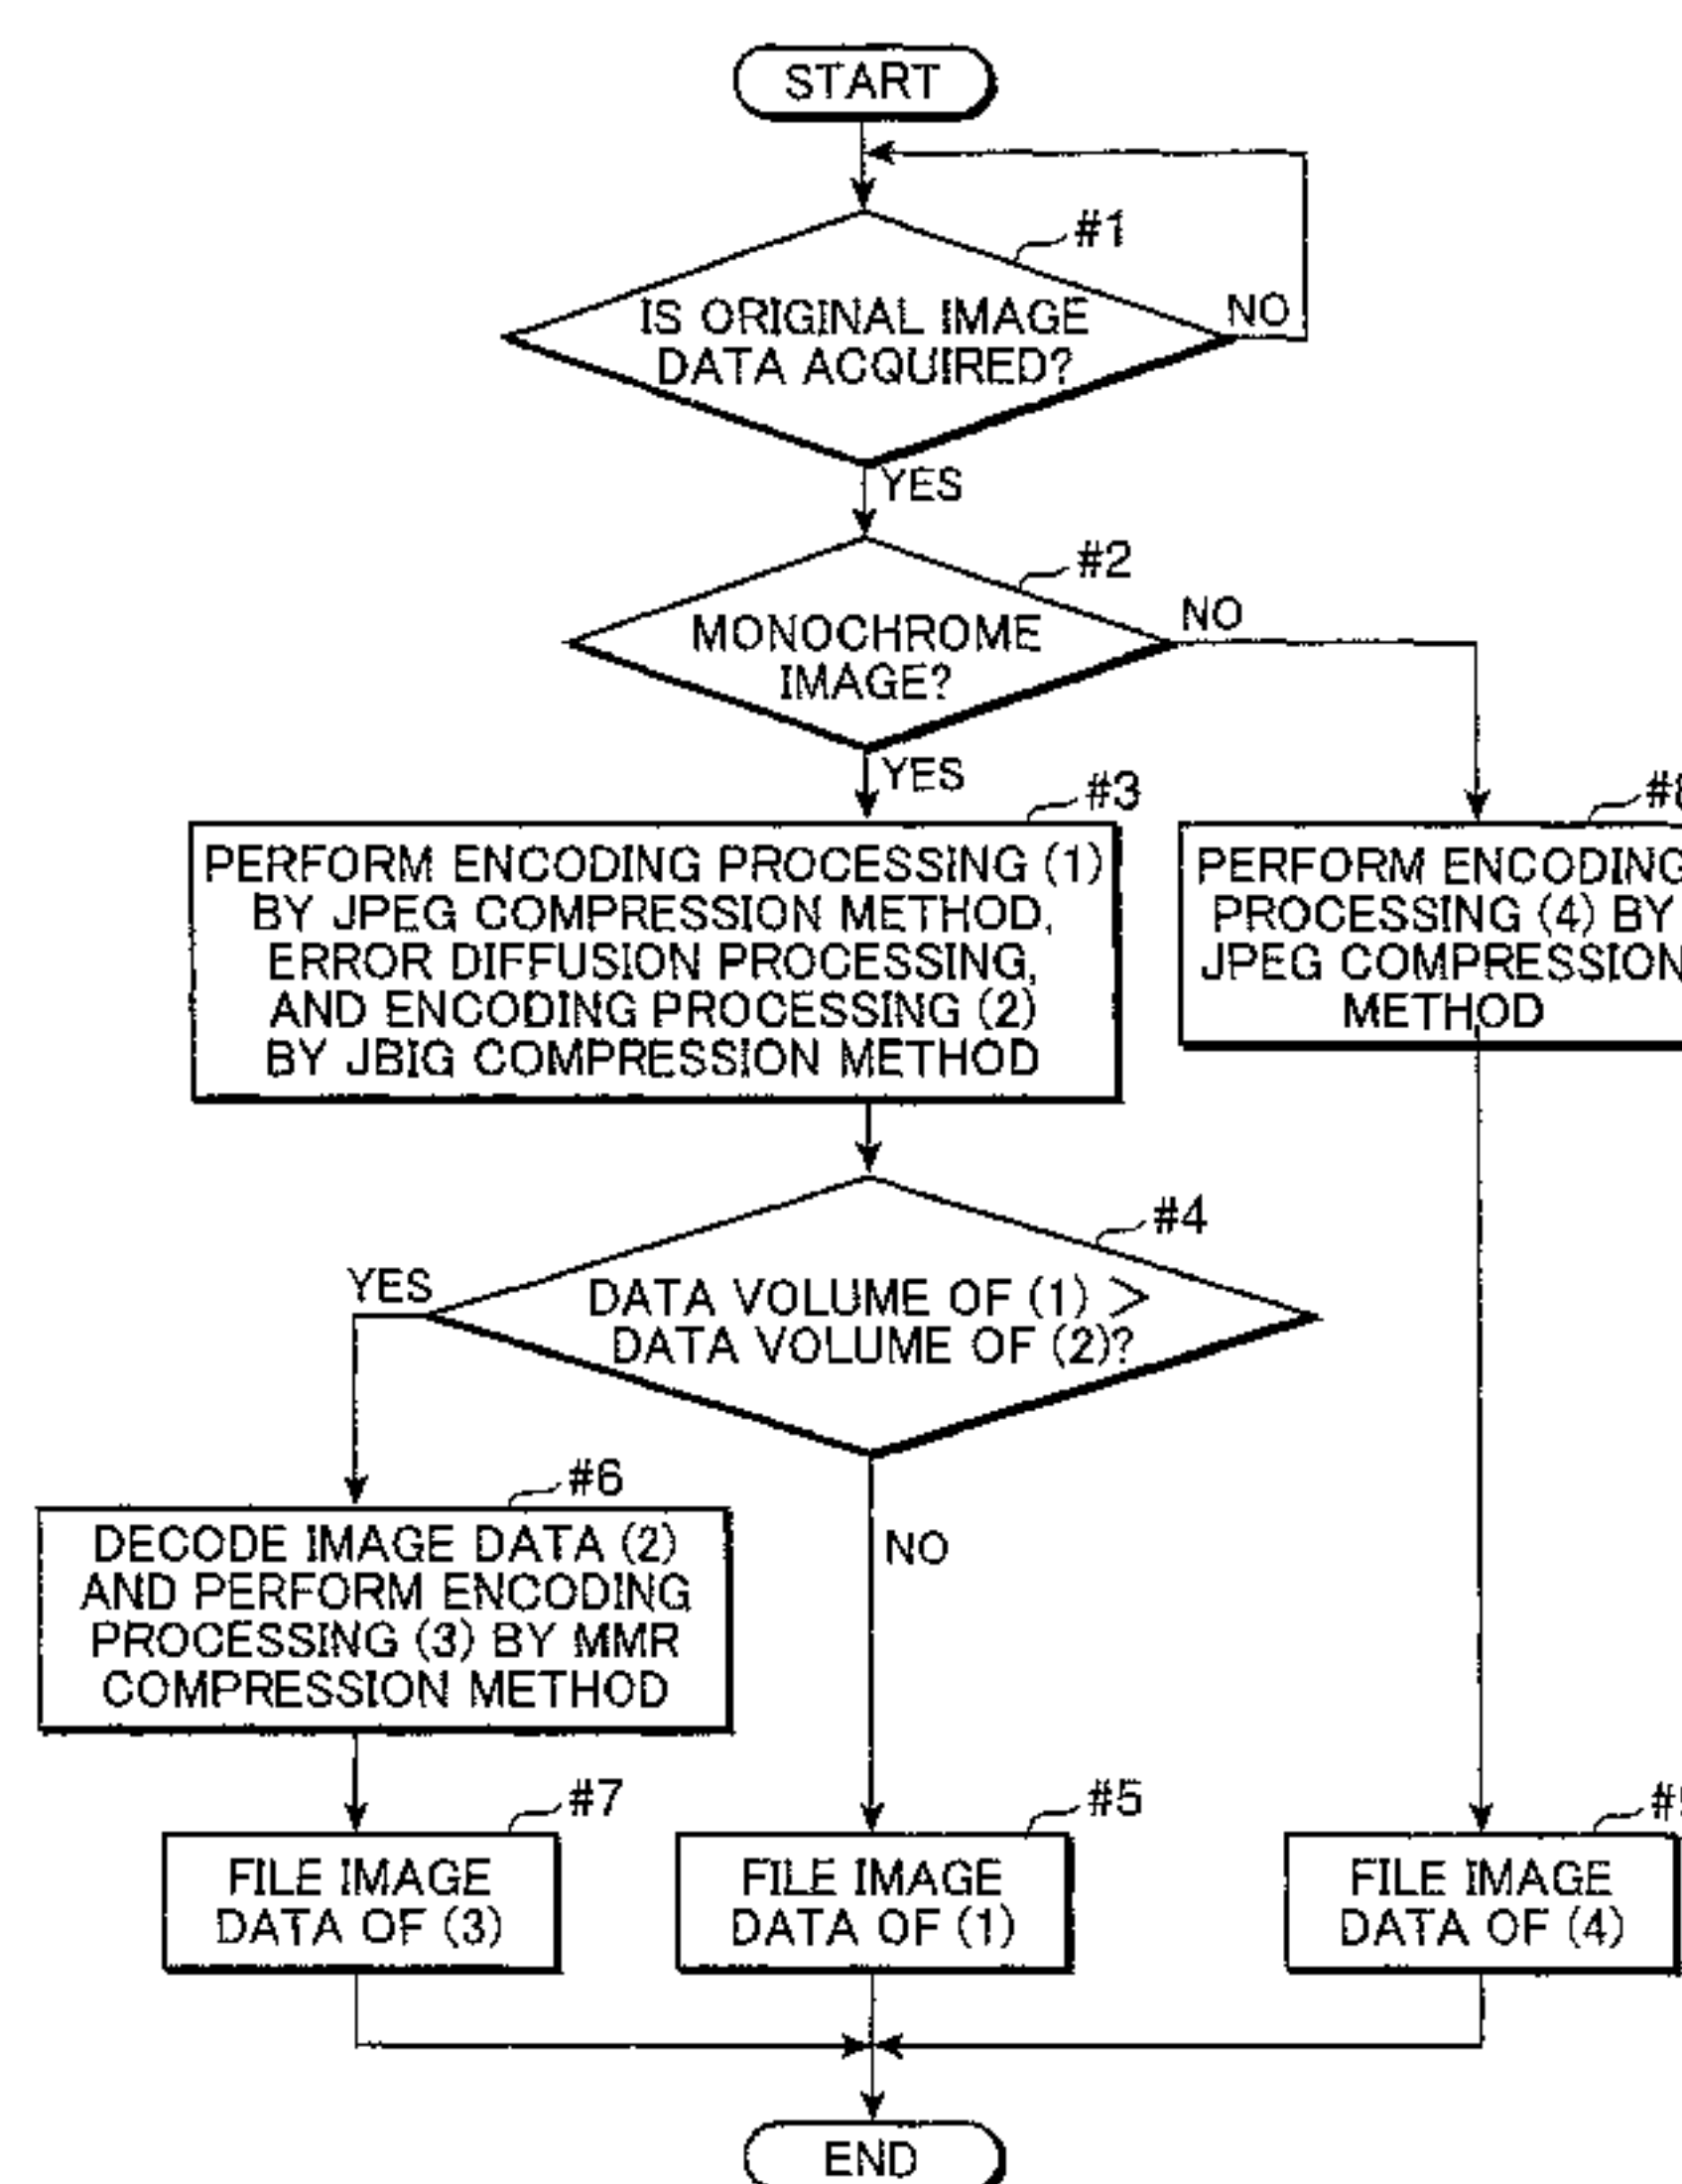 START
#1
IS ORIGINAL IMAGE
DATA ACQUIRED?
NO
YES
#2
MONOCHROME
IMAGE?
NO
YES
#3
PERFORM ENCODING PROCESSING (1)
BY JPEG COMPRESSION METHOD,
ERROR DIFFUSION PROCESSING,
AND ENCODING PROCESSING (2)
BY JBIG COMPRESSION METHOD
#8
PERFORM ENCODING
PROCESSING (4) BY
JPEG COMPRESSION
METHOD
#4
DATA VOLUME OF (1) >
DATA VOLUME OF (2)?
YES
NO
#6
DECODE IMAGE DATA (2)
AND PERFORM ENCODING
PROCESSING (3) BY MMR
COMPRESSION METHOD
#7
FILE IMAGE
DATA OF (3)
#5
FILE IMAGE
DATA OF (1)
#9
FILE IMAGE
DATA OF (4)
END